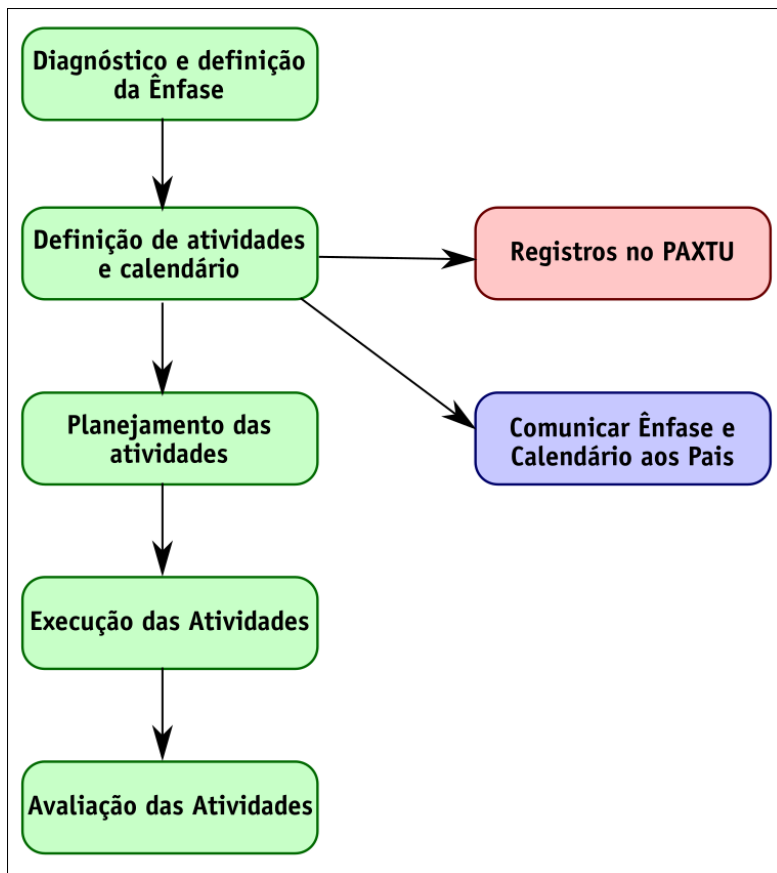 Diagnóstico e definição
da Ênfase
Definição de atividades
e calendário
Registros no PAXTU
Planejamento das
atividades
Comunicar Ênfase e
Calendário aos Pais
Execução das Atividades
Avaliação das Atividades